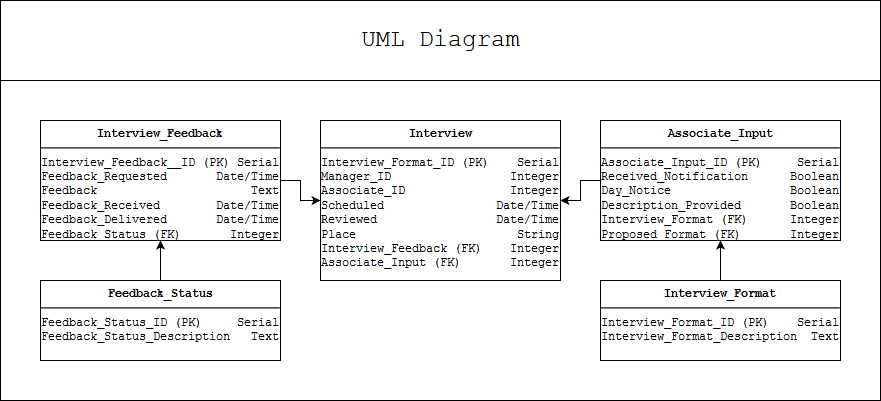 UML Diagram
Interview_Feedback
Interview_Feedback__ID (PK) Serial
Feedback_Requested Date/Time
Feedback Text
Feedback_Received Date/Time
Feedback_Delivered Date/Time
Feedback_Status (FK) Integer
Interview
Interview_Format_ID (PK) Serial
Manager_ID Integer
Associate_ID Integer
Scheduled Date/Time
Reviewed Date/Time
Place String
Interview_Feedback (FK) Integer
Associate_Input (FK) Integer
Associate_Input
Associate_Input_ID (PK) Serial
Received_Notification Boolean
Day_Notice Boolean
Description_Provided Boolean
Interview_Format (FK) Integer
Proposed_Format (FK) Integer
Feedback_Status
Feedback_Status_ID (PK) Serial
Feedback_Status_Description Text
Interview_Format
Interview_Format_ID (PK) Serial
Interview_Format_Description Text